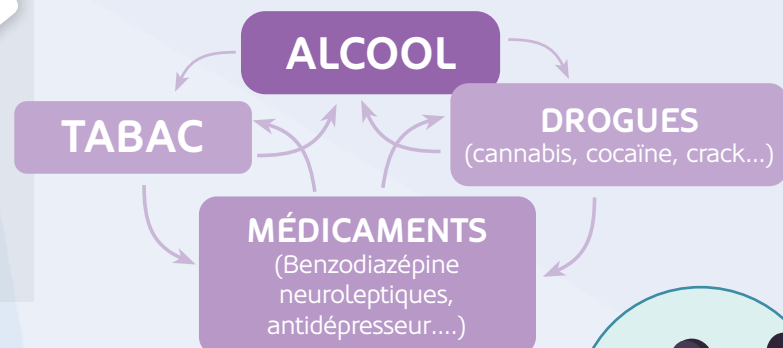 ALCOOL
TABAC
DROGUES
(cannabis, cocaïne, crack...)
MÉDICAMENTS
(Benzodiazépine
neuroleptiques,
antidépresseur....)